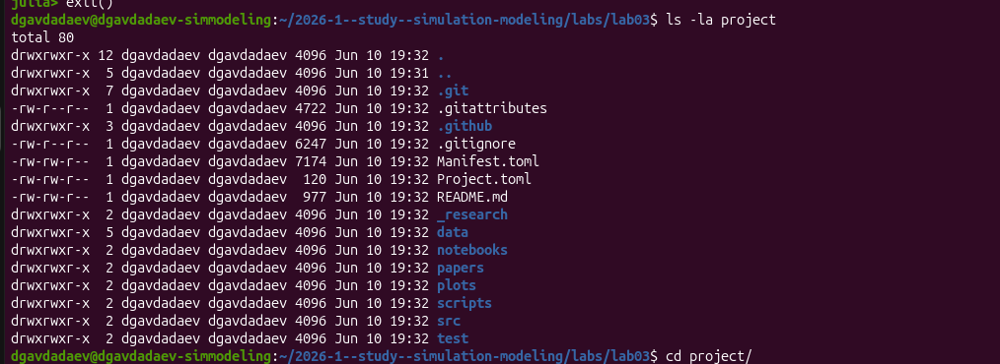 julia> exit()
dgavdadaev@dgavdadaev-simmodeling:~/2026-1--study--simulation-modeling/labs/lab03$ ls -la project
total 80
drwxrwxr-x 12 dgavdadaev dgavdadaev 4096 Jun 10 19:32 .
drwxrwxr-x  5 dgavdadaev dgavdadaev 4096 Jun 10 19:31 ..
drwxrwxr-x  7 dgavdadaev dgavdadaev 4096 Jun 10 19:32 .git
-rw-r--r--  1 dgavdadaev dgavdadaev 4722 Jun 10 19:32 .gitattributes
drwxrwxr-x  3 dgavdadaev dgavdadaev 4096 Jun 10 19:32 .github
-rw-r--r--  1 dgavdadaev dgavdadaev 6247 Jun 10 19:32 .gitignore
-rw-rw-r--  1 dgavdadaev dgavdadaev 7174 Jun 10 19:32 Manifest.toml
-rw-rw-r--  1 dgavdadaev dgavdadaev  120 Jun 10 19:32 Project.toml
-rw-rw-r--  1 dgavdadaev dgavdadaev  977 Jun 10 19:32 README.md
drwxrwxr-x  2 dgavdadaev dgavdadaev 4096 Jun 10 19:32 _research
drwxrwxr-x  5 dgavdadaev dgavdadaev 4096 Jun 10 19:32 data
drwxrwxr-x  2 dgavdadaev dgavdadaev 4096 Jun 10 19:32 notebooks
drwxrwxr-x  2 dgavdadaev dgavdadaev 4096 Jun 10 19:32 papers
drwxrwxr-x  2 dgavdadaev dgavdadaev 4096 Jun 10 19:32 plots
drwxrwxr-x  2 dgavdadaev dgavdadaev 4096 Jun 10 19:32 scripts
drwxrwxr-x  2 dgavdadaev dgavdadaev 4096 Jun 10 19:32 src
drwxrwxr-x  2 dgavdadaev dgavdadaev 4096 Jun 10 19:32 test
dgavdadaev@dgavdadaev-simmodeling:~/2026-1--study--simulation-modeling/labs/lab03$ cd project/